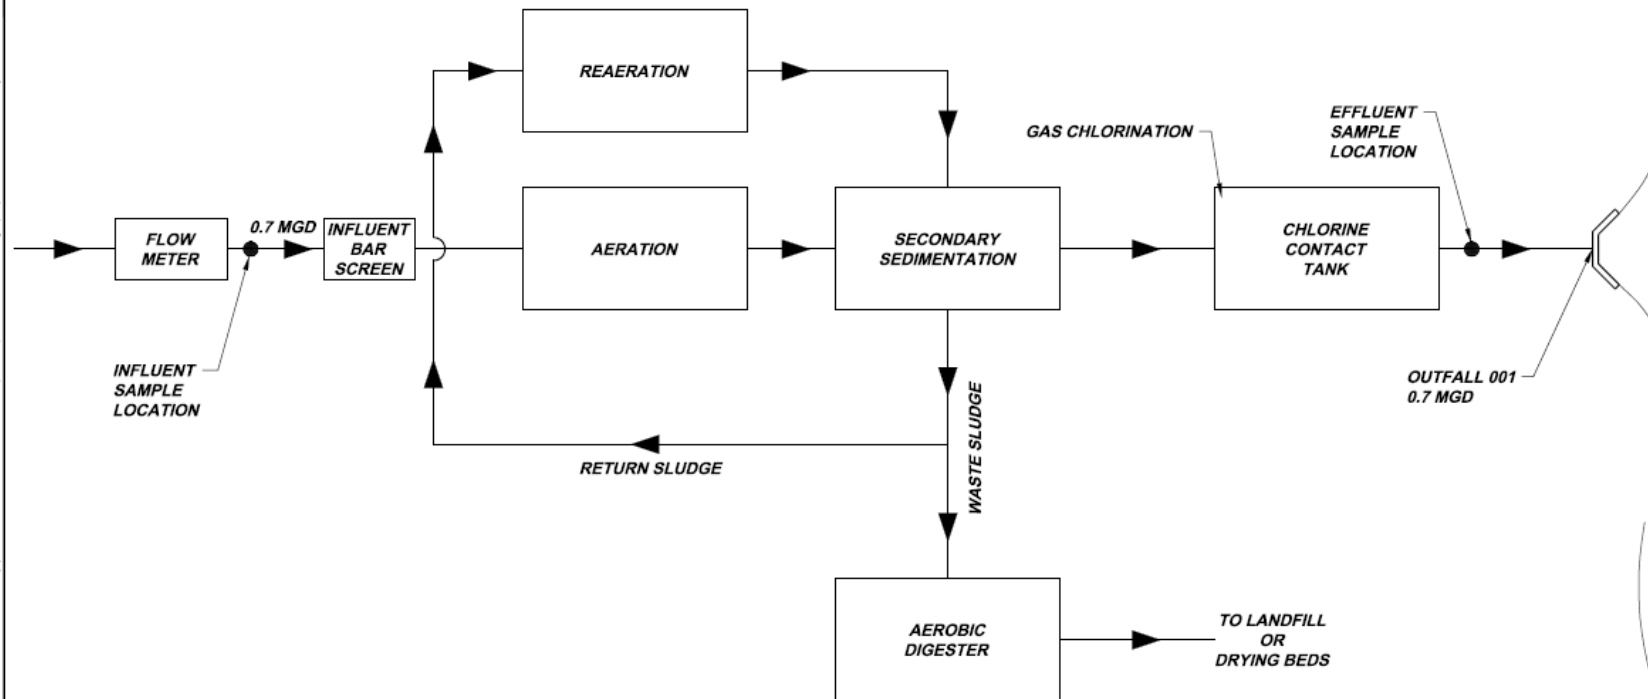 REAERATION
GAS CHLORINATION
EFFLUENT
SAMPLE
LOCATION
FLOW
METER
0.7 MGD
INFLUENT
BAR
SCREEN
AERATION
SECONDARY
SEDIMENTATION
CHLORINE
CONTACT
TANK
INFLUENT
SAMPLE
LOCATION
OUTFALL 001
0.7 MGD
RETURN SLUDGE
WASTE SLUDGE
AEROBIC
DIGESTER
TO LANDFILL
OR
DRYING BEDS